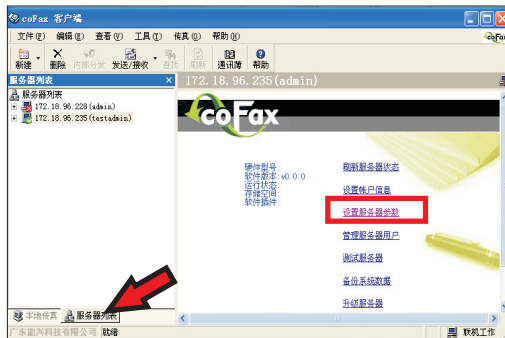 coFax 客户端
文件(F) 编辑(E) 查看(V) 工具(T) 传真(O) 帮助(H)
coFax
新建 删除 内部分发 发送/接收 查找 刷新 通讯簿 帮助
服务器列表
172.18.96.235(admin)
服务器列表
172.18.96.228(admin)
172.18.96.235(testadmin)
coFax
硬件型号:
软件版本: v0.0.0
运行状态:
存储空间:
软件插件:
刷新服务器状态
设置帐户信息
设置服务器参数
管理服务器用户
测试服务器
备份系统数据
升级服务器
本地传真 服务器列表
广东龙兴科技有限公司 就绪
联机工作